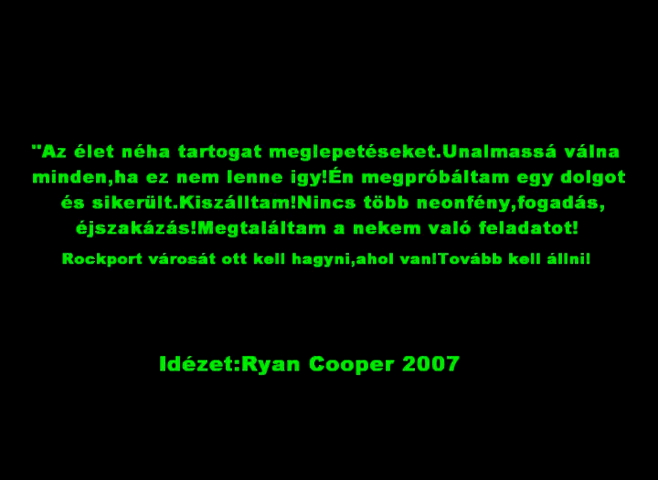 "Az élet néha tartogat meglepetéseket.Unalmassá válna
minden,ha ez nem lenne igy!Én megpróbáltam egy dolgot
és sikerült.Kiszálltam!Nincs több neonfény,fogadás,
éjszakázás!Megtaláltam a nekem való feladatot!
Rockport városát ott kell hagyni,ahol van!Tovább kell állni!
Idézet:Ryan Cooper 2007